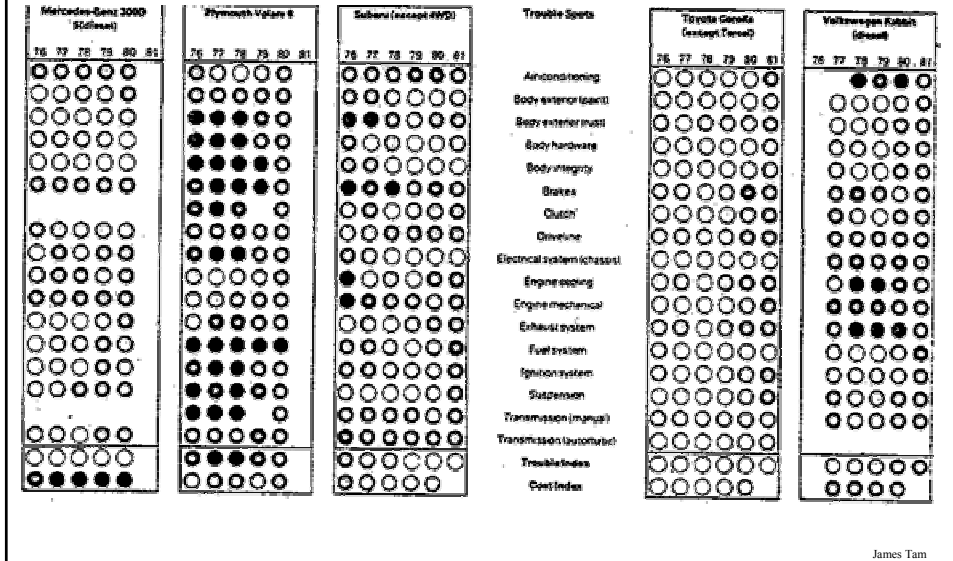 Mercedes-Benz 300D
5(diesel)
76 77 78 79 80 81
Plymouth Volare 6
76 77 78 79 80 81
Subaru (except 4WD)
76 77 78 79 80 81
Trouble Spots
Air conditioning
Body exterior (paint)
Body exterior (rust)
Body hardware
Body integrity
Brakes
Clutch
Driveline
Electrical system (chassis)
Engine cooling
Engine mechanical
Exhaust system
Fuel system
Ignition system
Suspension
Transmission (manual)
Transmission (automatic)
Trouble Index
Cost Index
Toyota Corolla
(except Tercel)
76 77 78 79 80 81
Volkswagen Rabbit
(diesel)
76 77 78 79 80 81
James Tam